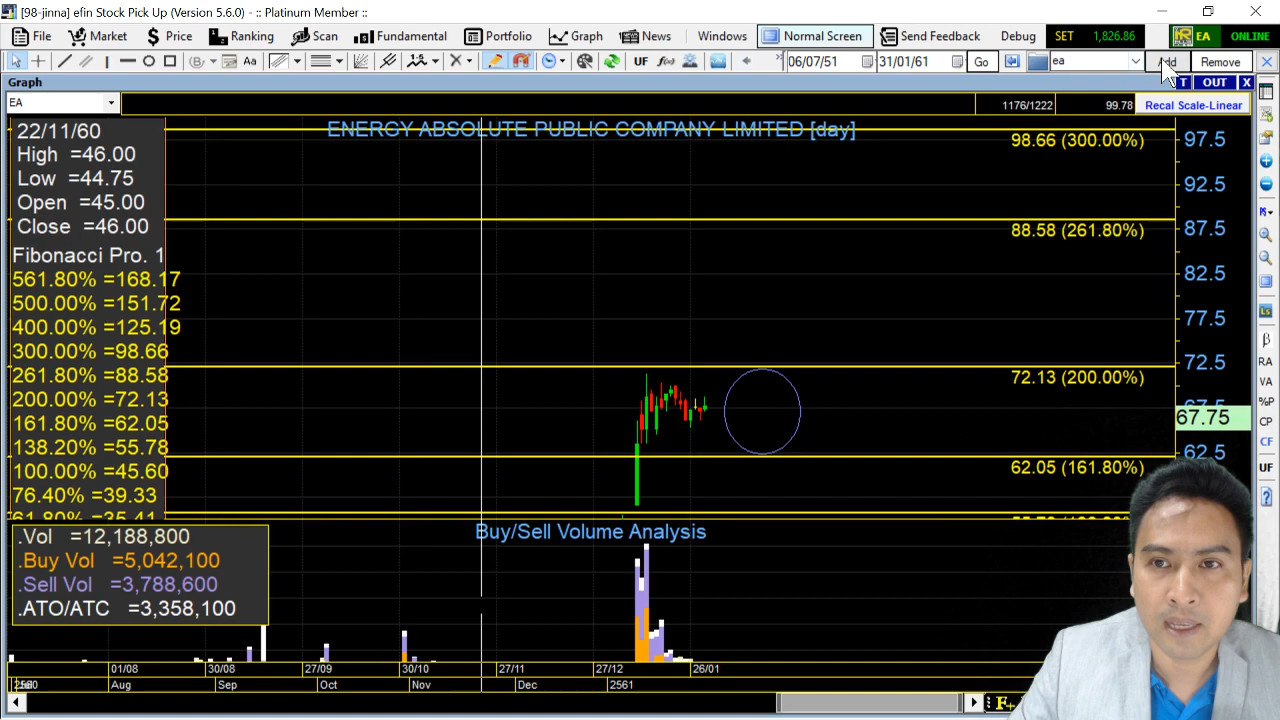 [98-jinna] efin Stock Pick Up (Version 5.6.0) - :: Platinum Member ::
File Market Price Ranking Scan Fundamental Portfolio Graph News Windows Normal Screen Send Feedback Debug SET 1,826.86 EA ONLINE
Aa UF f(x) 06/07/51 31/01/61 Go ea Add Remove
Graph T OUT X
EA 1176/1222 99.78 Recal Scale-Linear
ENERGY ABSOLUTE PUBLIC COMPANY LIMITED [day]
22/11/60
High =46.00
Low =44.75
Open =45.00
Close =46.00
Fibonacci Pro. 1
561.80% =168.17
500.00% =151.72
400.00% =125.19
300.00% =98.66
261.80% =88.58
200.00% =72.13
161.80% =62.05
138.20% =55.78
100.00% =45.60
76.40% =39.33
61.80% =35.41
98.66 (300.00%)
88.58 (261.80%)
72.13 (200.00%)
62.05 (161.80%)
97.5
92.5
87.5
82.5
77.5
72.5
67.5
67.75
62.5
Ls
β
RA
VA
%P
CP
CF
UF
?
Buy/Sell Volume Analysis
.Vol =12,188,800
.Buy Vol =5,042,100
.Sell Vol =3,788,600
.ATO/ATC =3,358,100
01/08 30/08 27/09 30/10 27/11 27/12 26/01
Aug Sep Oct Nov Dec 2561
F+